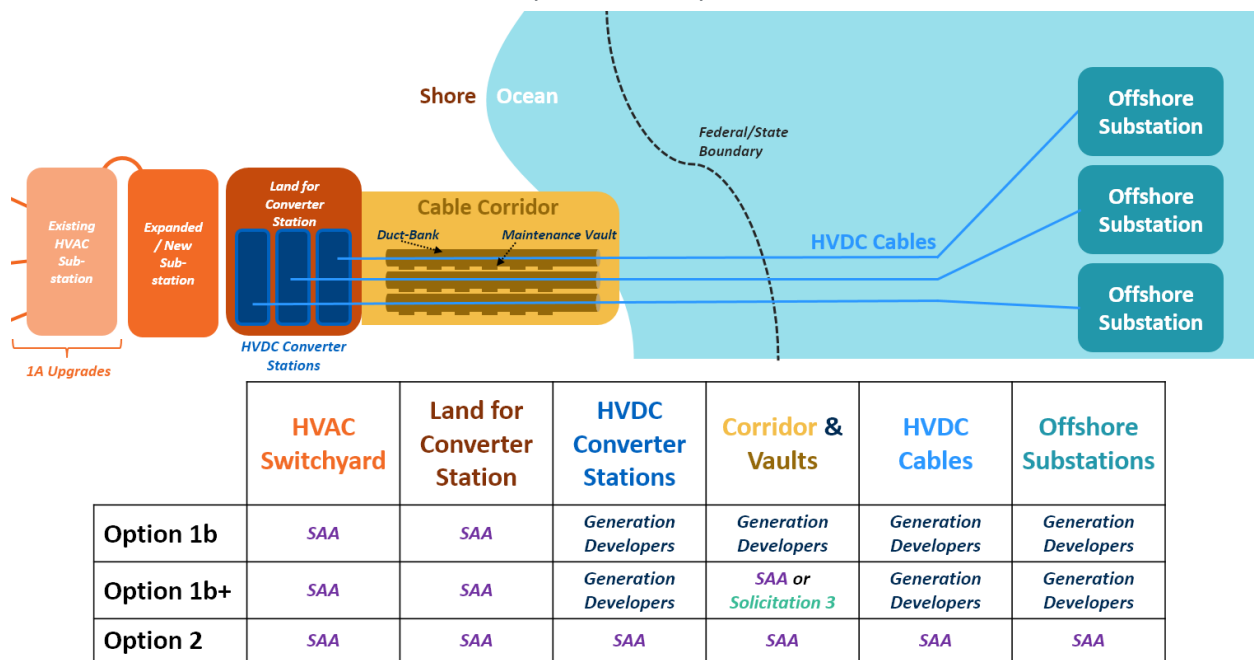 Shore Ocean
Offshore
Substation
Federal/State
Boundary
Existing
HVAC
Sub-
station
Expanded
/ New
Sub-
station
Land for
Converter
Station
Cable Corridor
Duct-Bank
Maintenance Vault
HVDC Cables
Offshore
Substation
Offshore
Substation
HVDC Converter
Stations
1A Upgrades
HVAC
Switchyard
Land for
Converter
Station
HVDC
Converter
Stations
Corridor &
Vaults
HVDC
Cables
Offshore
Substations
Option 1b
SAA
SAA
Generation
Developers
Generation
Developers
Generation
Developers
Generation
Developers
Option 1b+
SAA
SAA
Generation
Developers
SAA or
Solicitation 3
Generation
Developers
Generation
Developers
Option 2
SAA
SAA
SAA
SAA
SAA
SAA